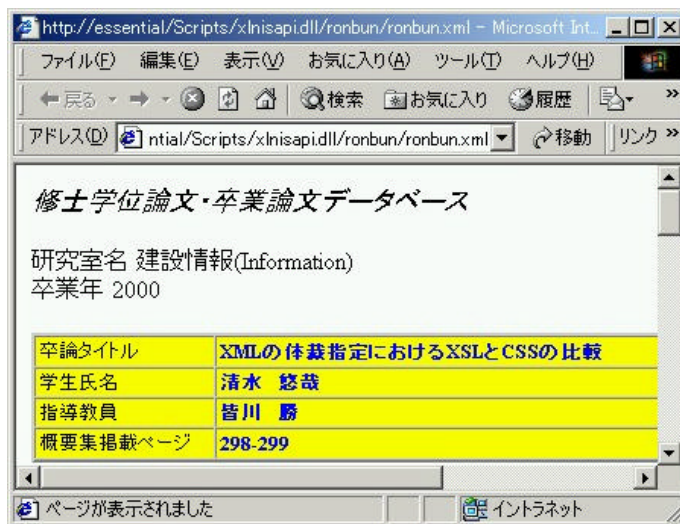 http://essential/Scripts/xlnisapi.dll/ronbun/ronbun.xml - Microsoft Int...
ファイル(F) 編集(E) 表示(V) お気に入り(A) ツール(T) ヘルプ(H)
戻る 検索 お気に入り 履歴 »
アドレス(D) ntial/Scripts/xlnisapi.dll/ronbun/ronbun.xml 移動 リンク »
修士学位論文・卒業論文データベース
研究室名 建設情報(Information)
卒業年 2000
卒論タイトル XMLの体裁指定におけるXSLとCSSの比較
学生氏名 清水 悠哉
指導教員 皆川 勝
概要集掲載ページ 298-299
ページが表示されました イントラネット